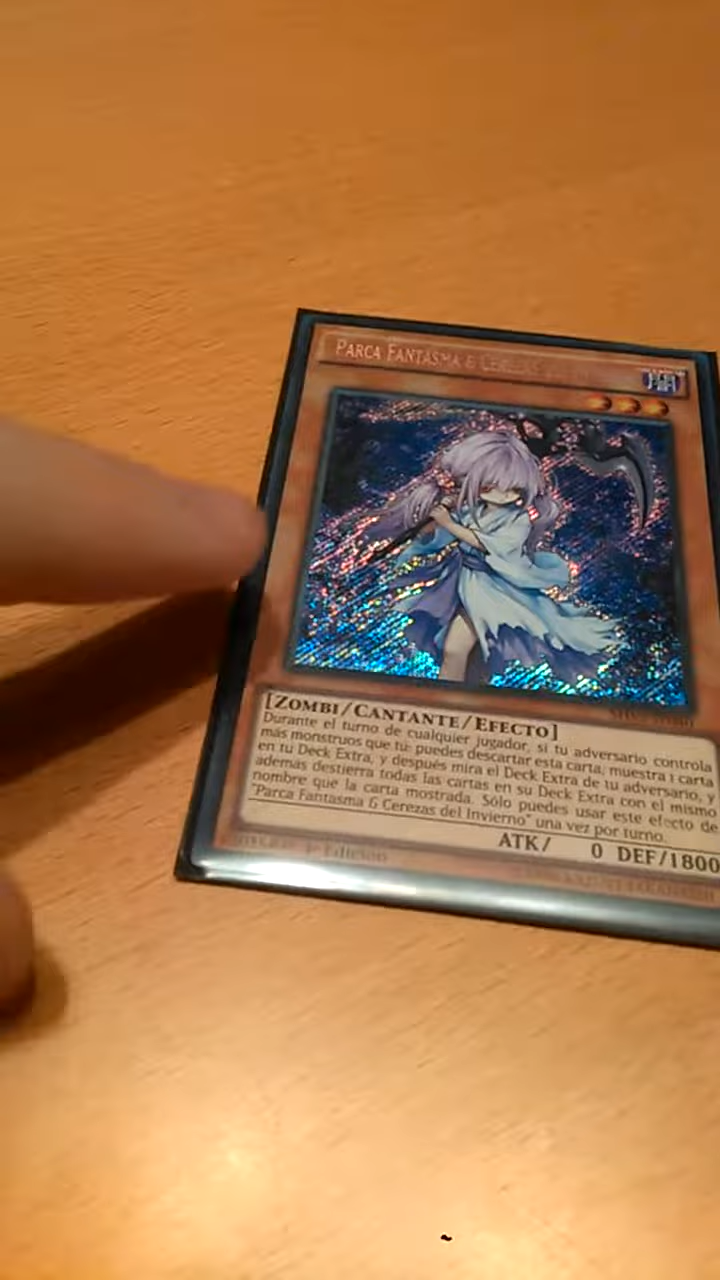 PARCA FANTASMA & CEREZAS
[ZOMBI/CANTANTE/EFECTO]
Durante el turno de cualquier jugador, si tu adversario controla
más monstruos que tú: puedes descartar esta carta; muestra 1 carta
en tu Deck Extra, y después mira el Deck Extra de tu adversario, y
además destierra todas las cartas en su Deck Extra con el mismo
nombre que la carta mostrada. Sólo puedes usar este efecto de
"Parca Fantasma & Cerezas del Invierno" una vez por turno.
ATK/ 0 DEF/1800
1ª Edición